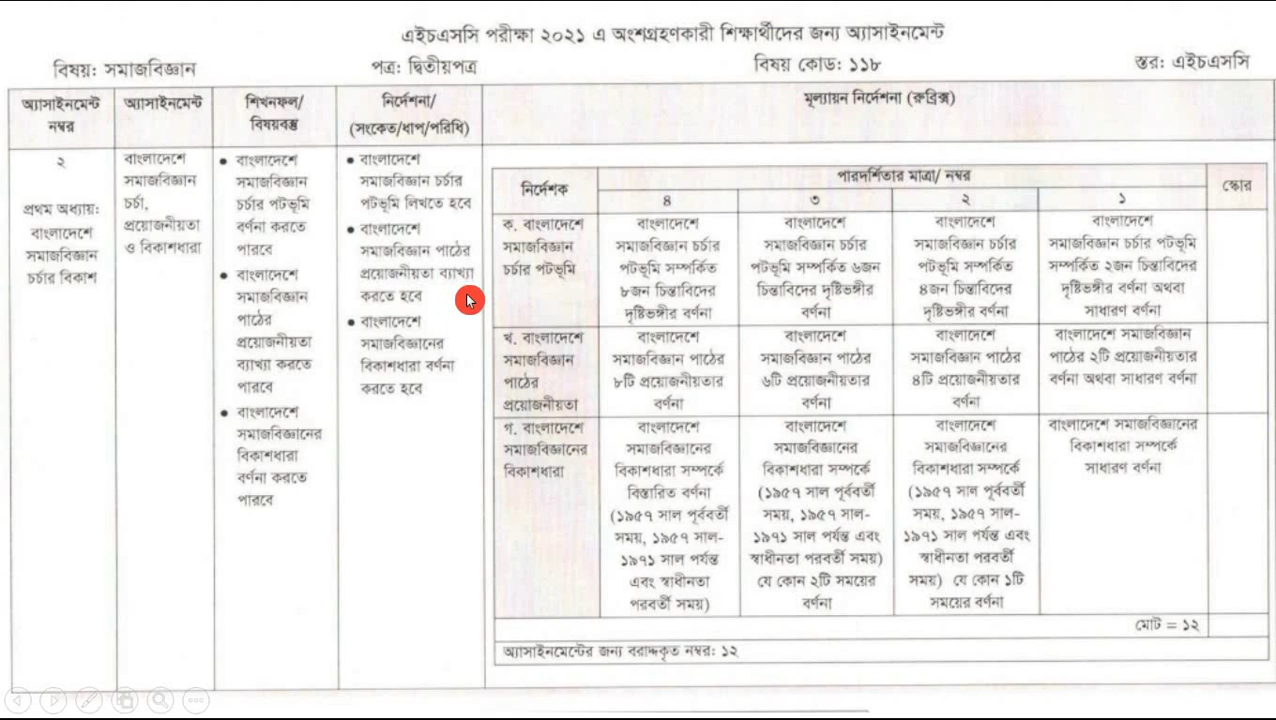 এইচএসসি পরীক্ষা ২০২১ এ অংশগ্রহণকারী শিক্ষার্থীদের জন্য অ্যাসাইনমেন্ট
বিষয়: সমাজবিজ্ঞান
পত্র: দ্বিতীয়পত্র
বিষয় কোড: ১১৮
স্তর: এইচএসসি
অ্যাসাইনমেন্ট
নম্বর
অ্যাসাইনমেন্ট
শিখনফল/
বিষয়বস্তু
নির্দেশনা/
(সংকেত/ধাপ/পরিধি)
মূল্যায়ন নির্দেশনা (রুব্রিক্স)
২
প্রথম অধ্যায়:
বাংলাদেশে
সমাজবিজ্ঞান
চর্চার বিকাশ
বাংলাদেশে
সমাজবিজ্ঞান
চর্চা,
প্রয়োজনীয়তা
ও বিকাশধারা
• বাংলাদেশে
সমাজবিজ্ঞান
চর্চার পটভূমি
বর্ণনা করতে
পারবে
• বাংলাদেশে
সমাজবিজ্ঞান
পাঠের
প্রয়োজনীয়তা
ব্যাখ্যা করতে
পারবে
• বাংলাদেশে
সমাজবিজ্ঞানের
বিকাশধারা
বর্ণনা করতে
পারবে
• বাংলাদেশে
সমাজবিজ্ঞান চর্চার
পটভূমি লিখতে হবে
• বাংলাদেশে
সমাজবিজ্ঞান পাঠের
প্রয়োজনীয়তা ব্যাখ্যা
করতে হবে
• বাংলাদেশে
সমাজবিজ্ঞানের
বিকাশধারা বর্ণনা
করতে হবে
নির্দেশক
পারদর্শিতার মাত্রা/ নম্বর
স্কোর
৪
৩
২
১
ক. বাংলাদেশে
সমাজবিজ্ঞান
চর্চার পটভূমি
বাংলাদেশে
সমাজবিজ্ঞান চর্চার
পটভূমি সম্পর্কিত
৮জন চিন্তাবিদের
দৃষ্টিভঙ্গীর বর্ণনা
বাংলাদেশে
সমাজবিজ্ঞান চর্চার
পটভূমি সম্পর্কিত ৬জন
চিন্তাবিদের দৃষ্টিভঙ্গীর
বর্ণনা
বাংলাদেশে
সমাজবিজ্ঞান চর্চার
পটভূমি সম্পর্কিত
৪জন চিন্তাবিদের
দৃষ্টিভঙ্গীর বর্ণনা
বাংলাদেশে
সমাজবিজ্ঞান চর্চার পটভূমি
সম্পর্কিত ২জন চিন্তাবিদের
দৃষ্টিভঙ্গীর বর্ণনা অথবা
সাধারণ বর্ণনা
খ. বাংলাদেশে
সমাজবিজ্ঞান
পাঠের
প্রয়োজনীয়তা
বাংলাদেশে
সমাজবিজ্ঞান পাঠের
৮টি প্রয়োজনীয়তার
বর্ণনা
বাংলাদেশে
সমাজবিজ্ঞান পাঠের
৬টি প্রয়োজনীয়তার
বর্ণনা
বাংলাদেশে
সমাজবিজ্ঞান পাঠের
৪টি প্রয়োজনীয়তার
বর্ণনা
বাংলাদেশে সমাজবিজ্ঞান
পাঠের ২টি প্রয়োজনীয়তার
বর্ণনা অথবা সাধারণ বর্ণনা
গ. বাংলাদেশে
সমাজবিজ্ঞানের
বিকাশধারা
বাংলাদেশে
সমাজবিজ্ঞানের
বিকাশধারা সম্পর্কে
বিস্তারিত বর্ণনা
(১৯৫৭ সাল পূর্ববর্তী
সময়, ১৯৫৭ সাল-
১৯৭১ সাল পর্যন্ত
এবং স্বাধীনতা
পরবর্তী সময়)
বাংলাদেশে
সমাজবিজ্ঞানের
বিকাশধারা সম্পর্কে
(১৯৫৭ সাল পূর্ববর্তী
সময়, ১৯৫৭ সাল-
১৯৭১ সাল পর্যন্ত এবং
স্বাধীনতা পরবর্তী সময়)
যে কোন ২টি সময়ের
বর্ণনা
বাংলাদেশে
সমাজবিজ্ঞানের
বিকাশধারা সম্পর্কে
(১৯৫৭ সাল পূর্ববর্তী
সময়, ১৯৫৭ সাল-
১৯৭১ সাল পর্যন্ত এবং
স্বাধীনতা পরবর্তী
সময়) যে কোন ১টি
সময়ের বর্ণনা
বাংলাদেশে সমাজবিজ্ঞানের
বিকাশধারা সম্পর্কে
সাধারণ বর্ণনা
মোট = ১২
অ্যাসাইনমেন্টের জন্য বরাদ্দকৃত নম্বর: ১২